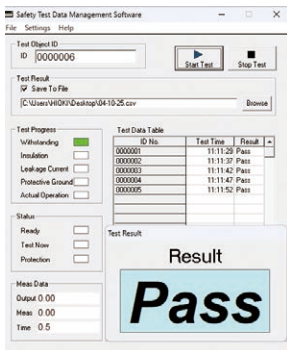 Safety Test Data Management Software
File Settings Help
Test Object ID
ID 0000006
Start Test
Stop Test
Test Result
Save To File
C:\Users\HIOKI\Desktop\04-10-25.csv
Browse
Test Progress
Withstanding
Insulation
Leakage Current
Protective Ground
Actual Operation
Test Data Table
ID No. Test Time Result
0000001 11:11:29 Pass
0000002 11:11:37 Pass
0000003 11:11:42 Pass
0000004 11:11:47 Pass
0000005 11:11:52 Pass
Status
Ready
Test Now
Protection
Meas Data
Output 0.00
Meas 0.00
Time 0.5
Test Result
Result
Pass